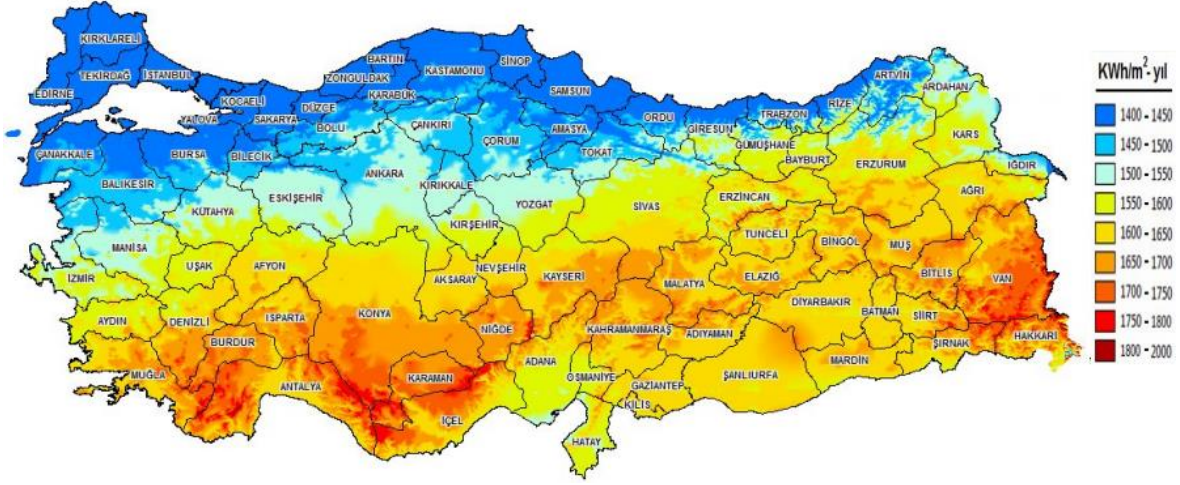 KIRKLARELİ
TEKİRDAĞ
İSTANBUL
EDİRNE
KOCAELİ
YALOVA
SAKARYA
DÜZCE
BOLU
ZONGULDAK
BARTIN
KARABÜK
KASTAMONU
SİNOP
SAMSUN
ÇANKIRI
ÇORUM
AMASYA
TOKAT
ORDU
GİRESUN
TRABZON
RİZE
ARTVİN
ARDAHAN
KARS
IĞDIR
GÜMÜŞHANE
BAYBURT
ERZURUM
AĞRI
ÇANAKKALE
BURSA
BİLECİK
BALIKESİR
KÜTAHYA
ESKİŞEHİR
ANKARA
KIRIKKALE
YOZGAT
KIRŞEHİR
SİVAS
ERZİNCAN
TUNCELİ
BİNGÖL
MUŞ
BİTLİS
VAN
MANİSA
İZMİR
UŞAK
AFYON
AKSARAY
NEVŞEHİR
KAYSERİ
MALATYA
ELAZIĞ
DİYARBAKIR
BATMAN
SİİRT
ŞIRNAK
HAKKARİ
AYDIN
DENİZLİ
ISPARTA
BURDUR
KONYA
NİĞDE
KAHRAMANMARAŞ
ADIYAMAN
MARDİN
MUĞLA
ANTALYA
KARAMAN
İÇEL
ADANA
OSMANİYE
GAZİANTEP
KİLİS
ŞANLIURFA
HATAY
KWh/m²-yıl
1400 - 1450
1450 - 1500
1500 - 1550
1550 - 1600
1600 - 1650
1650 - 1700
1700 - 1750
1750 - 1800
1800 - 2000